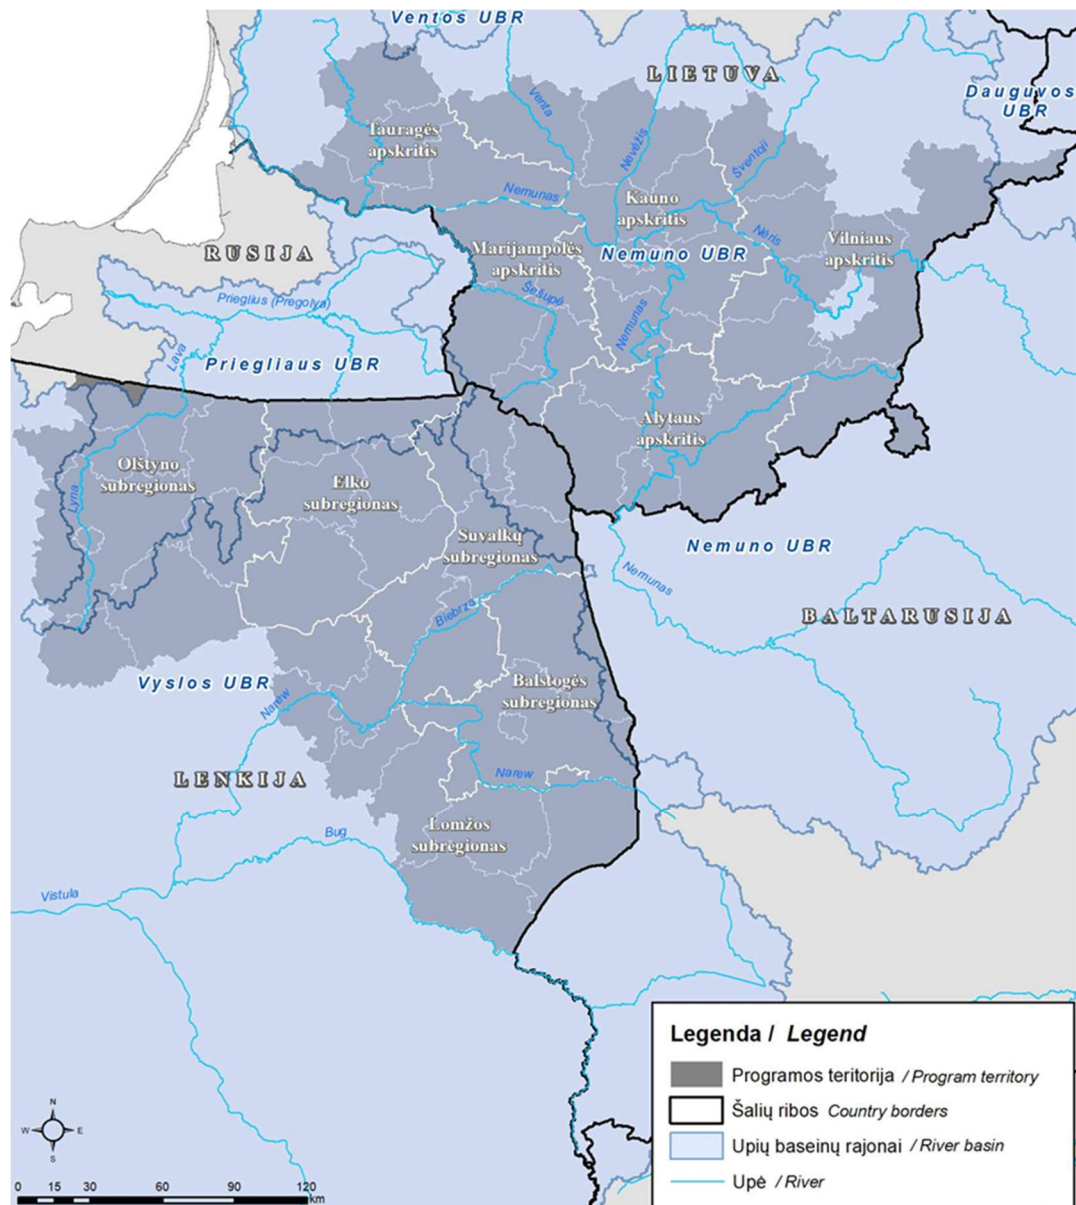 Ventos UBR
LIETUVA
Dauguvos
UBR
Venta
Nevėžis
Šventoji
Tauragės
apskritis
Nemunas
Kauno
apskritis
Neris
Vilniaus
apskritis
Marijampolės
apskritis
Nemuno UBR
RUSIJA
Šešupė
Prieglius (Pregolya)
Nemunas
Lava
Priegliaus UBR
Alytaus
apskritis
Olštyno
subregionas
Elko
subregionas
Lyna
Suvalkų
subregionas
Nemuno UBR
Nemunas
Biebrza
BALTARUSIJA
Vyslos UBR
Balstogės
subregionas
Narew
LENKIJA
Narew
Bug
Lomžos
subregionas
Vistula
Legenda / Legend
Programos teritorija / Program territory
Šalių ribos Country borders
Upių baseinų rajonai / River basin
Upė / River
N
W E
S
0 15 30 60 90 120
km